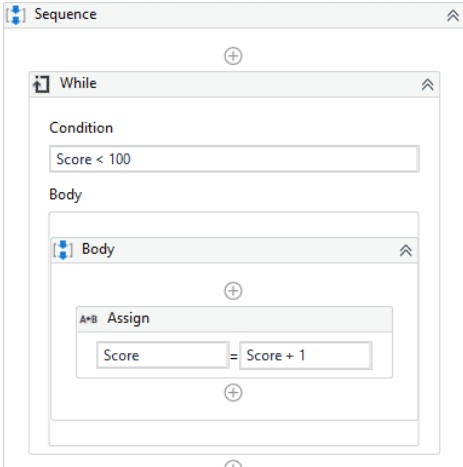 Sequence
While
Condition
Score < 100
Body
Body
A+B Assign
Score = Score + 1